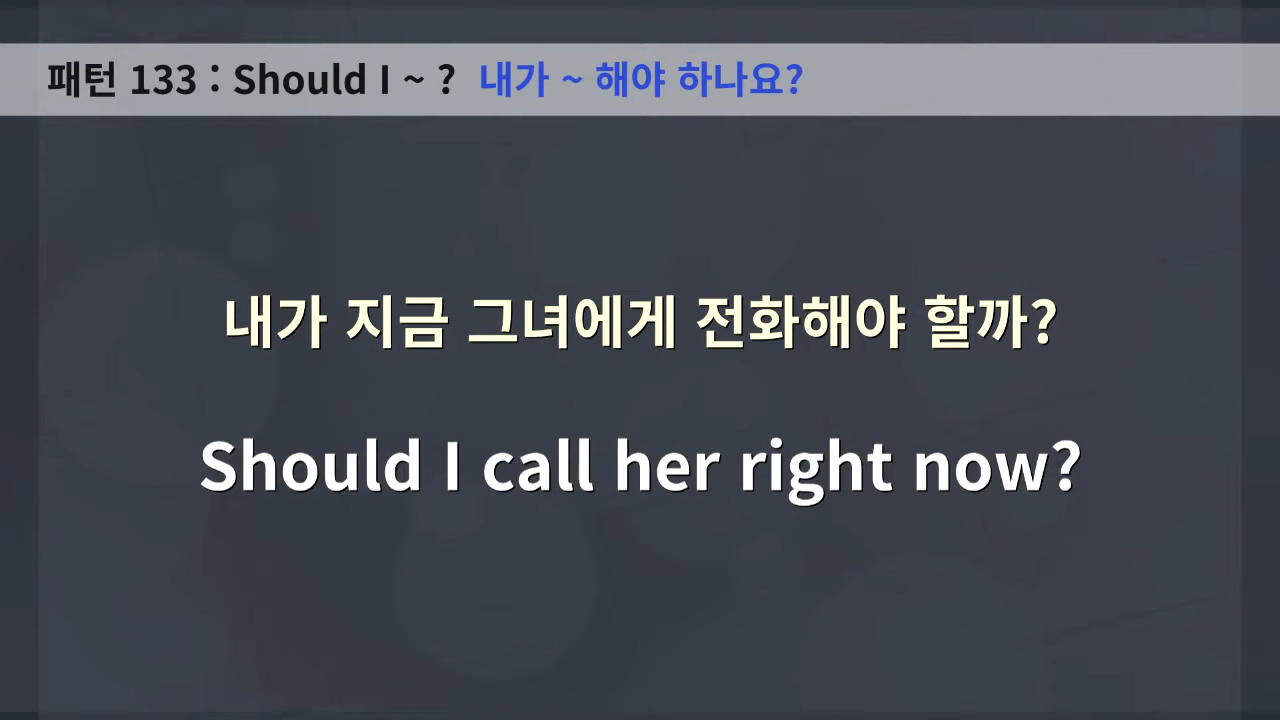 패턴 133 : Should I ~ ? 내가 ~ 해야 하나요?
내가 지금 그녀에게 전화해야 할까?
Should I call her right now?